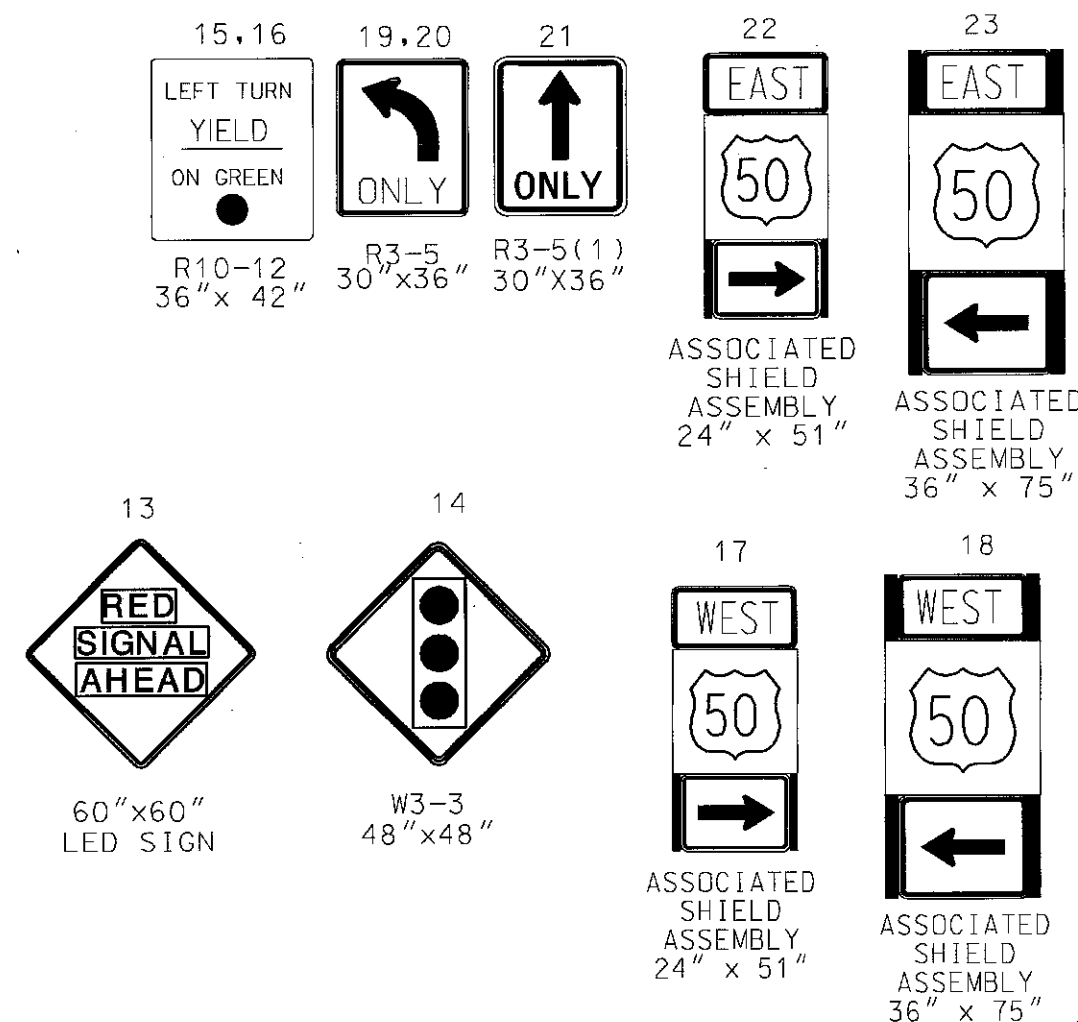 15,16
LEFT TURN
YIELD
ON GREEN
R10-12
36"x 42"
19,20
ONLY
R3-5
30"x36"
21
ONLY
R3-5(1)
30"X36"
22
EAST
50
ASSOCIATED
SHIELD
ASSEMBLY
24" x 51"
23
EAST
50
ASSOCIATED
SHIELD
ASSEMBLY
36" x 75"
13
RED
SIGNAL
AHEAD
60"x60"
LED SIGN
14
W3-3
48"x48"
17
WEST
50
ASSOCIATED
SHIELD
ASSEMBLY
24" x 51"
18
WEST
50
ASSOCIATED
SHIELD
ASSEMBLY
36" x 75"